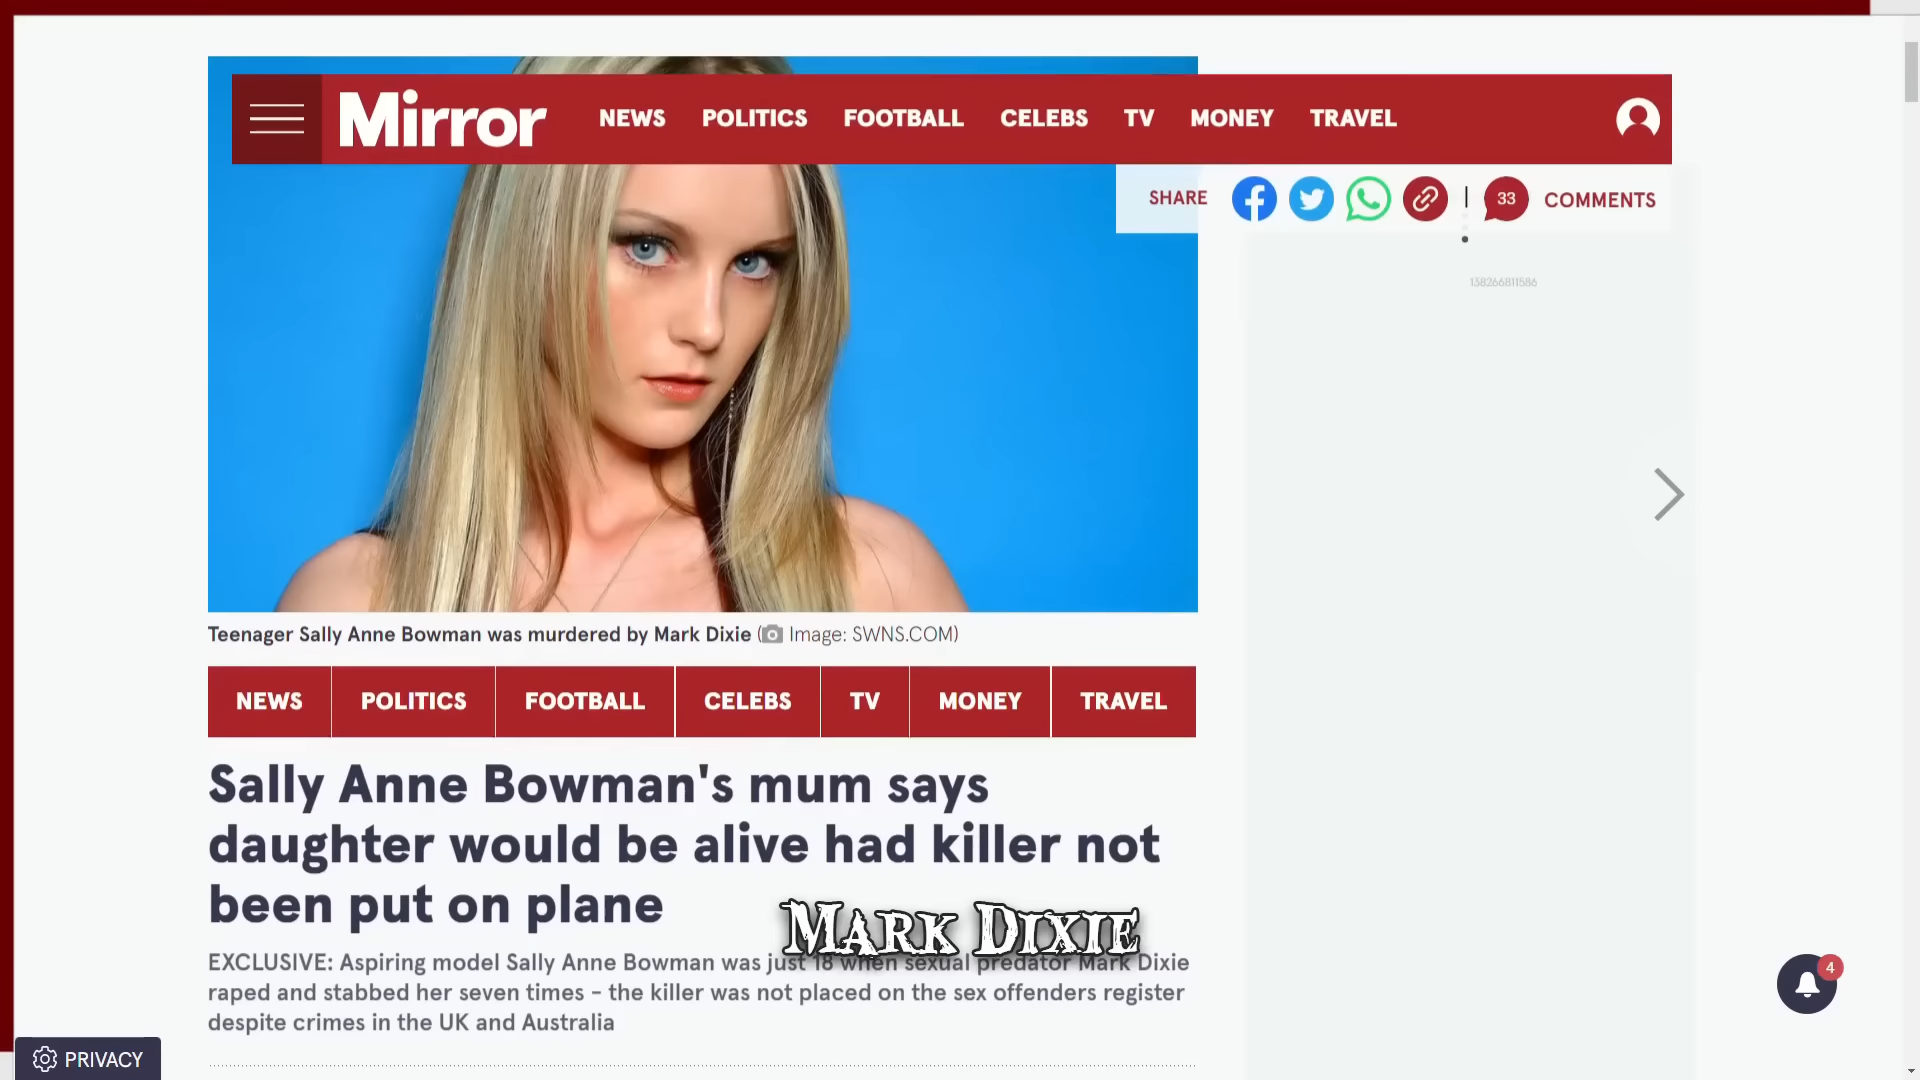 Mirror
NEWS POLITICS FOOTBALL CELEBS TV MONEY TRAVEL
SHARE
33 COMMENTS
138266811586
Teenager Sally Anne Bowman was murdered by Mark Dixie (Image: SWNS.COM)
NEWS POLITICS FOOTBALL CELEBS TV MONEY TRAVEL
Sally Anne Bowman's mum says
daughter would be alive had killer not
been put on plane
MARK DIXIE
EXCLUSIVE: Aspiring model Sally Anne Bowman was just 18 when sexual predator Mark Dixie
raped and stabbed her seven times - the killer was not placed on the sex offenders register
despite crimes in the UK and Australia
4
PRIVACY